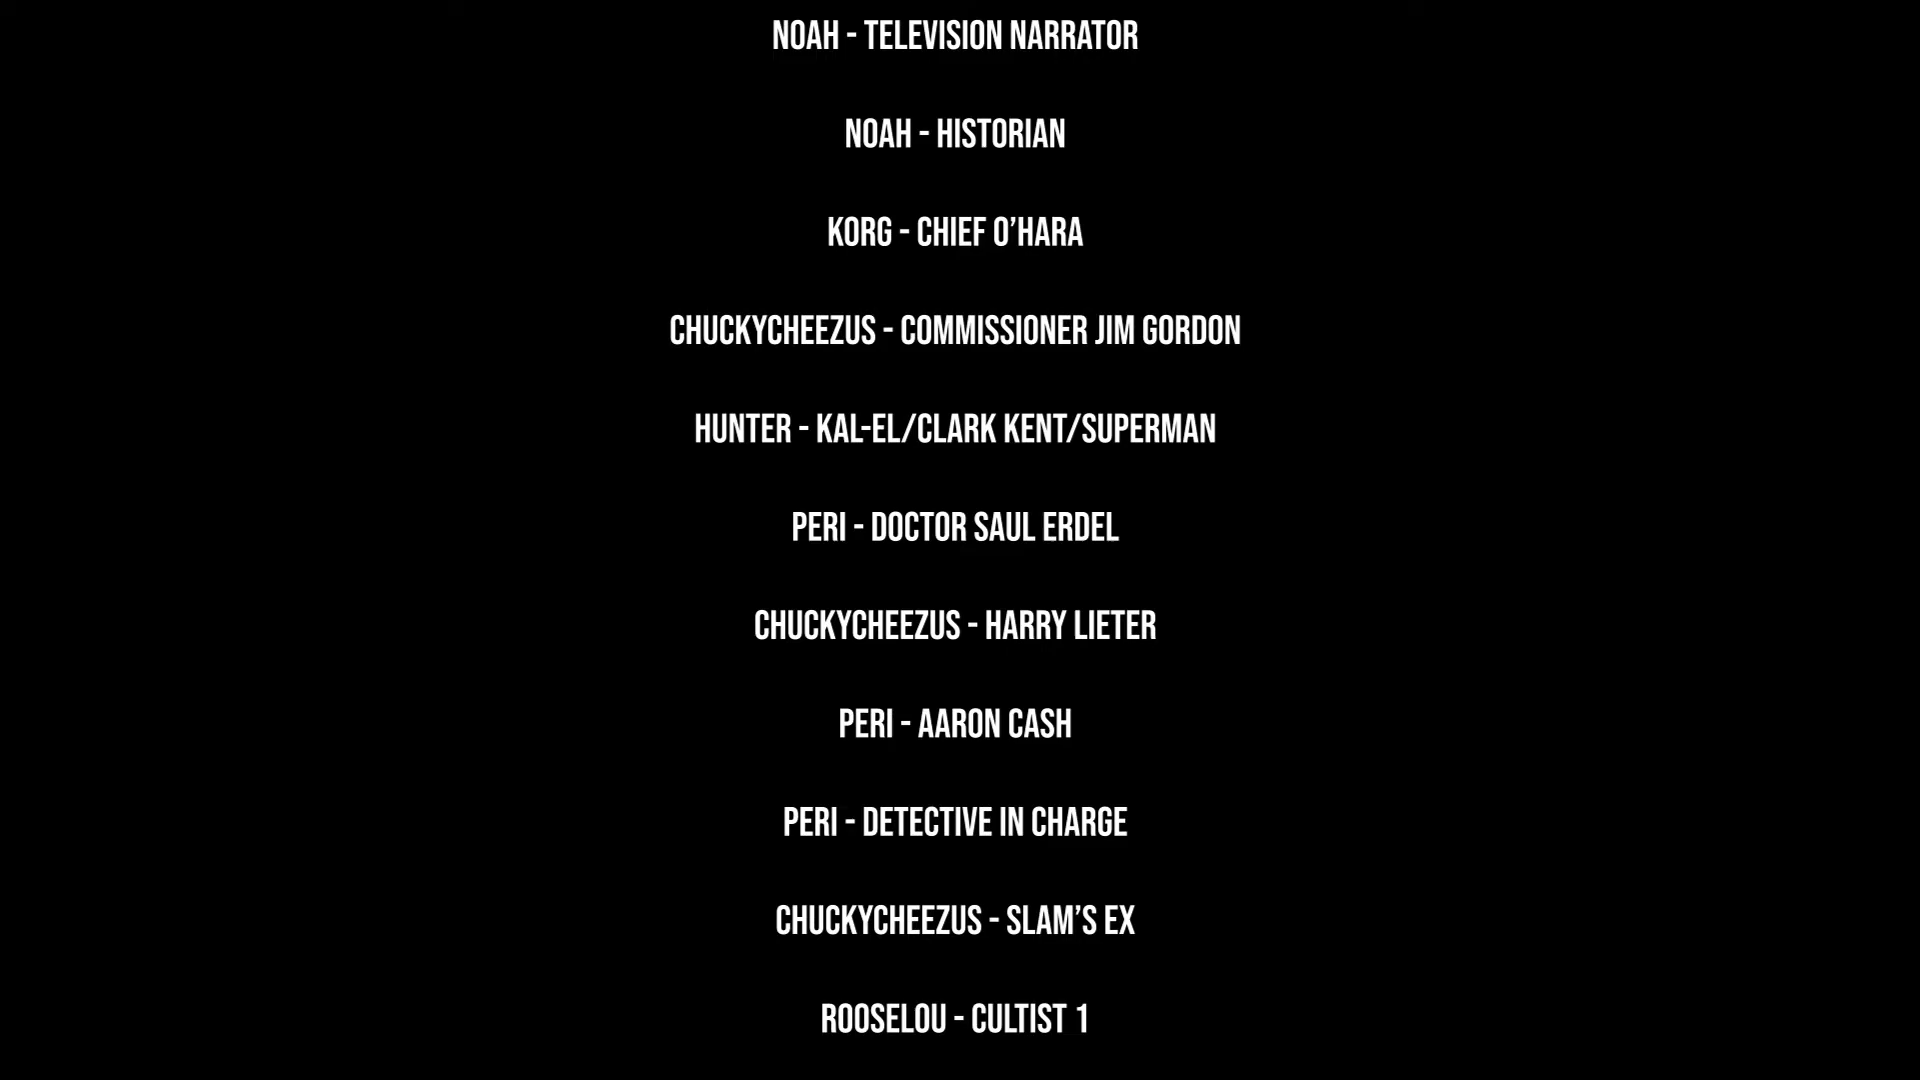 NOAH - TELEVISION NARRATOR
NOAH - HISTORIAN
KORG - CHIEF O’HARA
CHUCKYCHEEZUS - COMMISSIONER JIM GORDON
HUNTER - KAL-EL/CLARK KENT/SUPERMAN
PERI - DOCTOR SAUL ERDEL
CHUCKYCHEEZUS - HARRY LIETER
PERI - AARON CASH
PERI - DETECTIVE IN CHARGE
CHUCKYCHEEZUS - SLAM’S EX
ROOSELOU - CULTIST 1